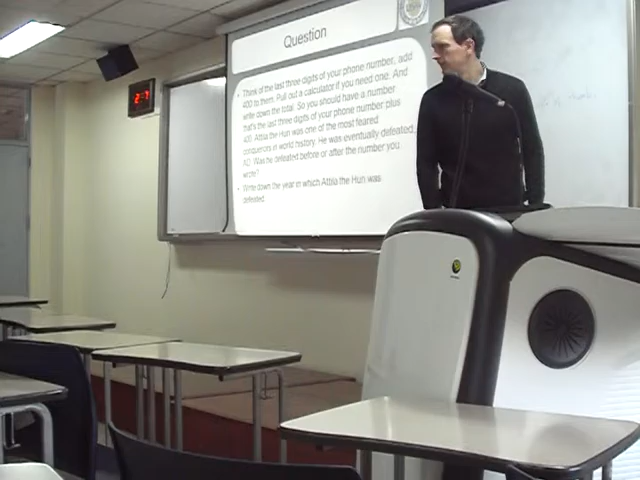 Question
• Think of the last three digits of your phone number, add
400 to them. Pull out a calculator if you need one. And
write down the total. So you should have a number
that's the last three digits of your phone number plus
400. Attila the Hun was one of the most feared
conquerors in world history. He was eventually defeated,
AD. Was he defeated before or after the number you
wrote?
• Write down the year in which Attila the Hun was
defeated.